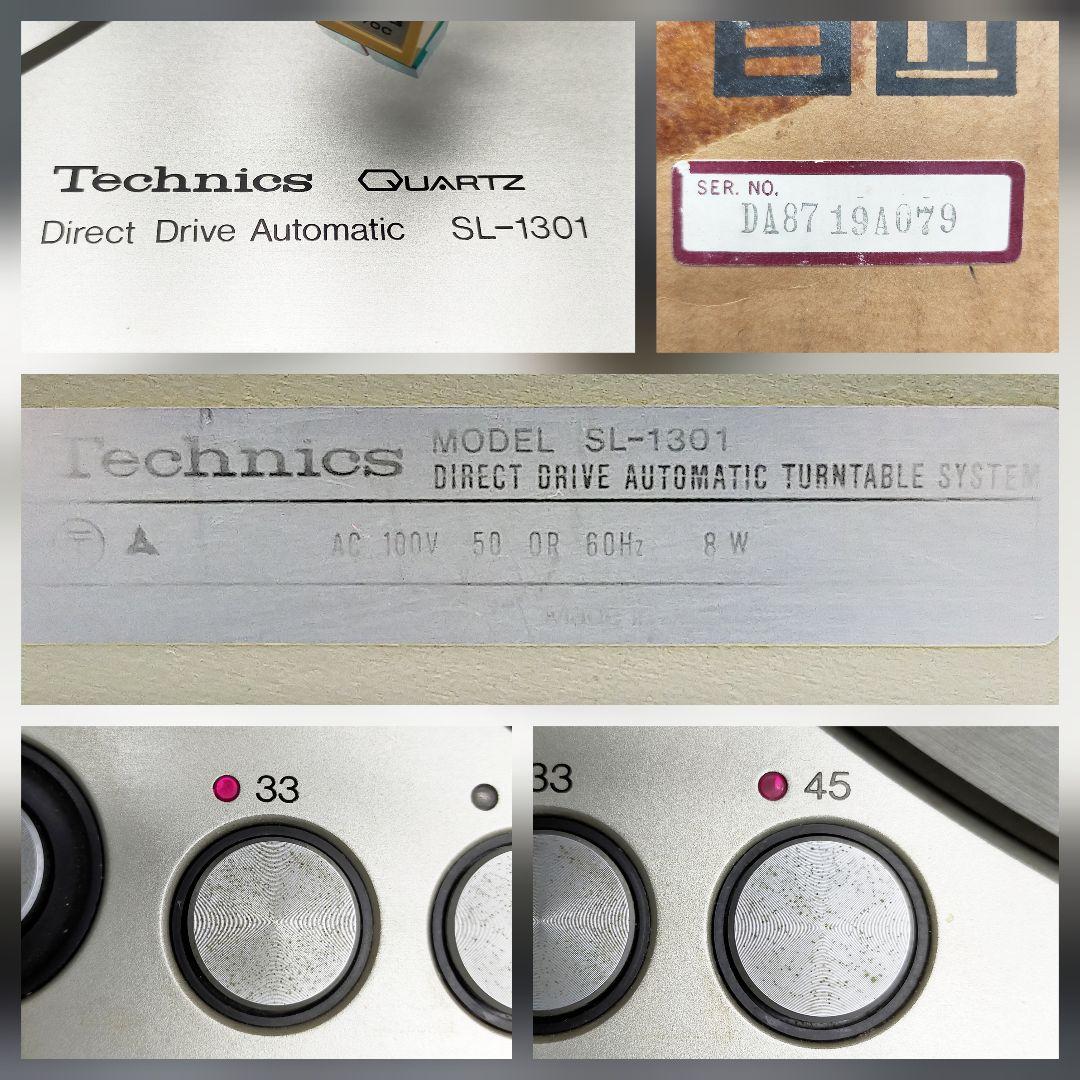 Technics QUARTZ
Direct Drive Automatic SL-1301
SER. NO.
DA8719A079
Technics MODEL SL-1301
DIRECT DRIVE AUTOMATIC TURNTABLE SYSTEM
AC 100V 50 OR 60Hz 8 W
33
33
45